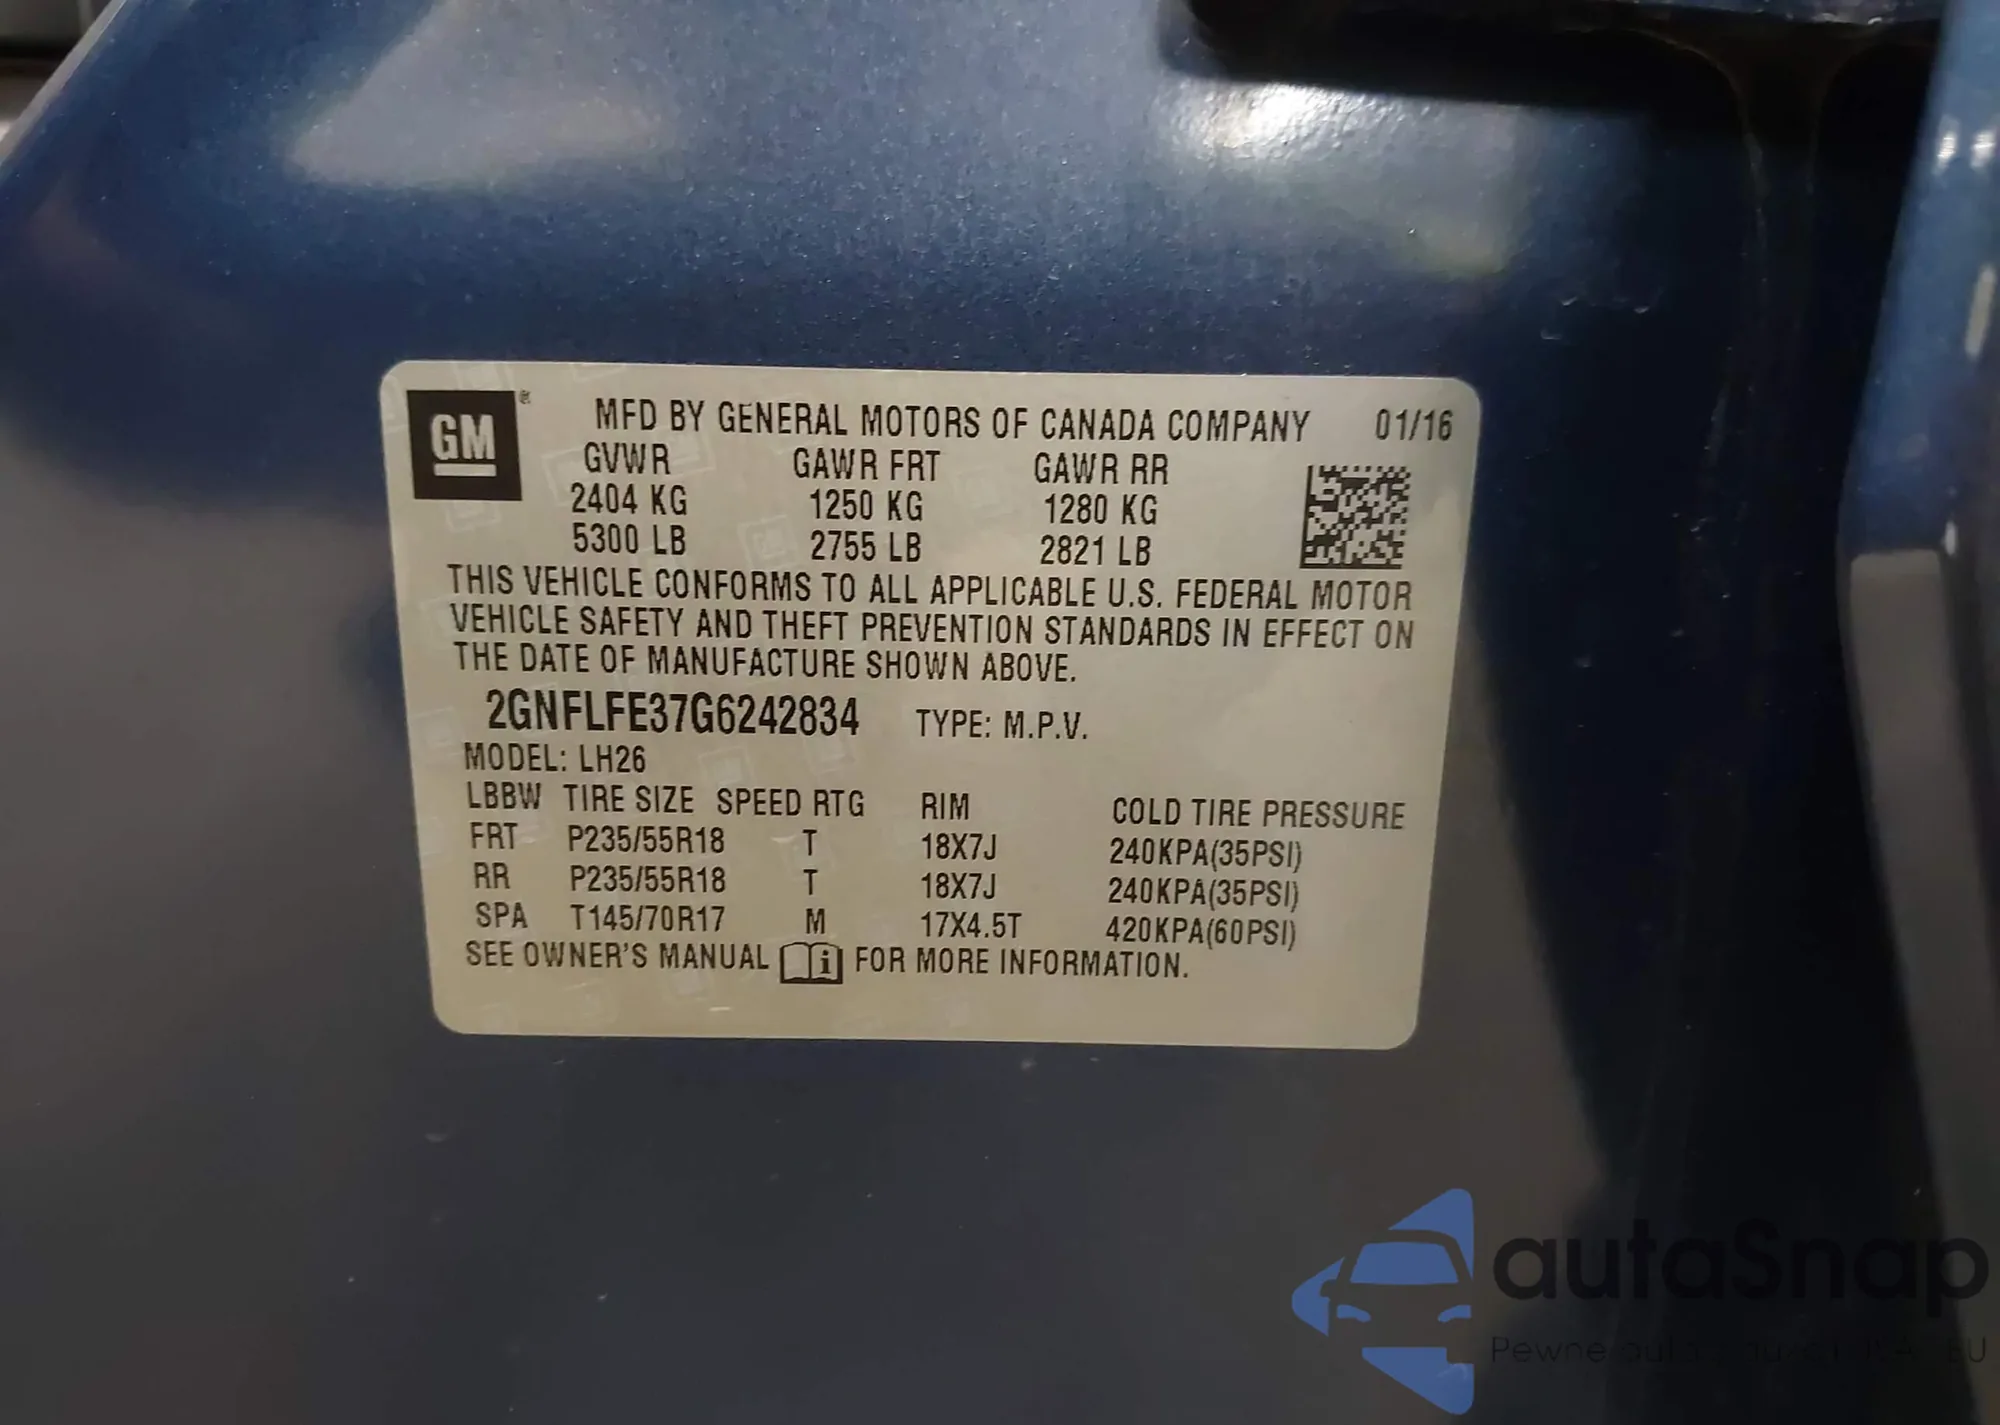 GM ®
MFD BY GENERAL MOTORS OF CANADA COMPANY 01/16
GVWR GAWR FRT GAWR RR
2404 KG 1250 KG 1280 KG
5300 LB 2755 LB 2821 LB
THIS VEHICLE CONFORMS TO ALL APPLICABLE U.S. FEDERAL MOTOR
VEHICLE SAFETY AND THEFT PREVENTION STANDARDS IN EFFECT ON
THE DATE OF MANUFACTURE SHOWN ABOVE.
2GNFLFE37G6242834 TYPE: M.P.V.
MODEL: LH26
LBBW TIRE SIZE SPEED RTG RIM COLD TIRE PRESSURE
FRT P235/55R18 T 18X7J 240KPA(35PSI)
RR P235/55R18 T 18X7J 240KPA(35PSI)
SPA T145/70R17 M 17X4.5T 420KPA(60PSI)
SEE OWNER'S MANUAL i FOR MORE INFORMATION.
autaSnap
Pewne auta EU